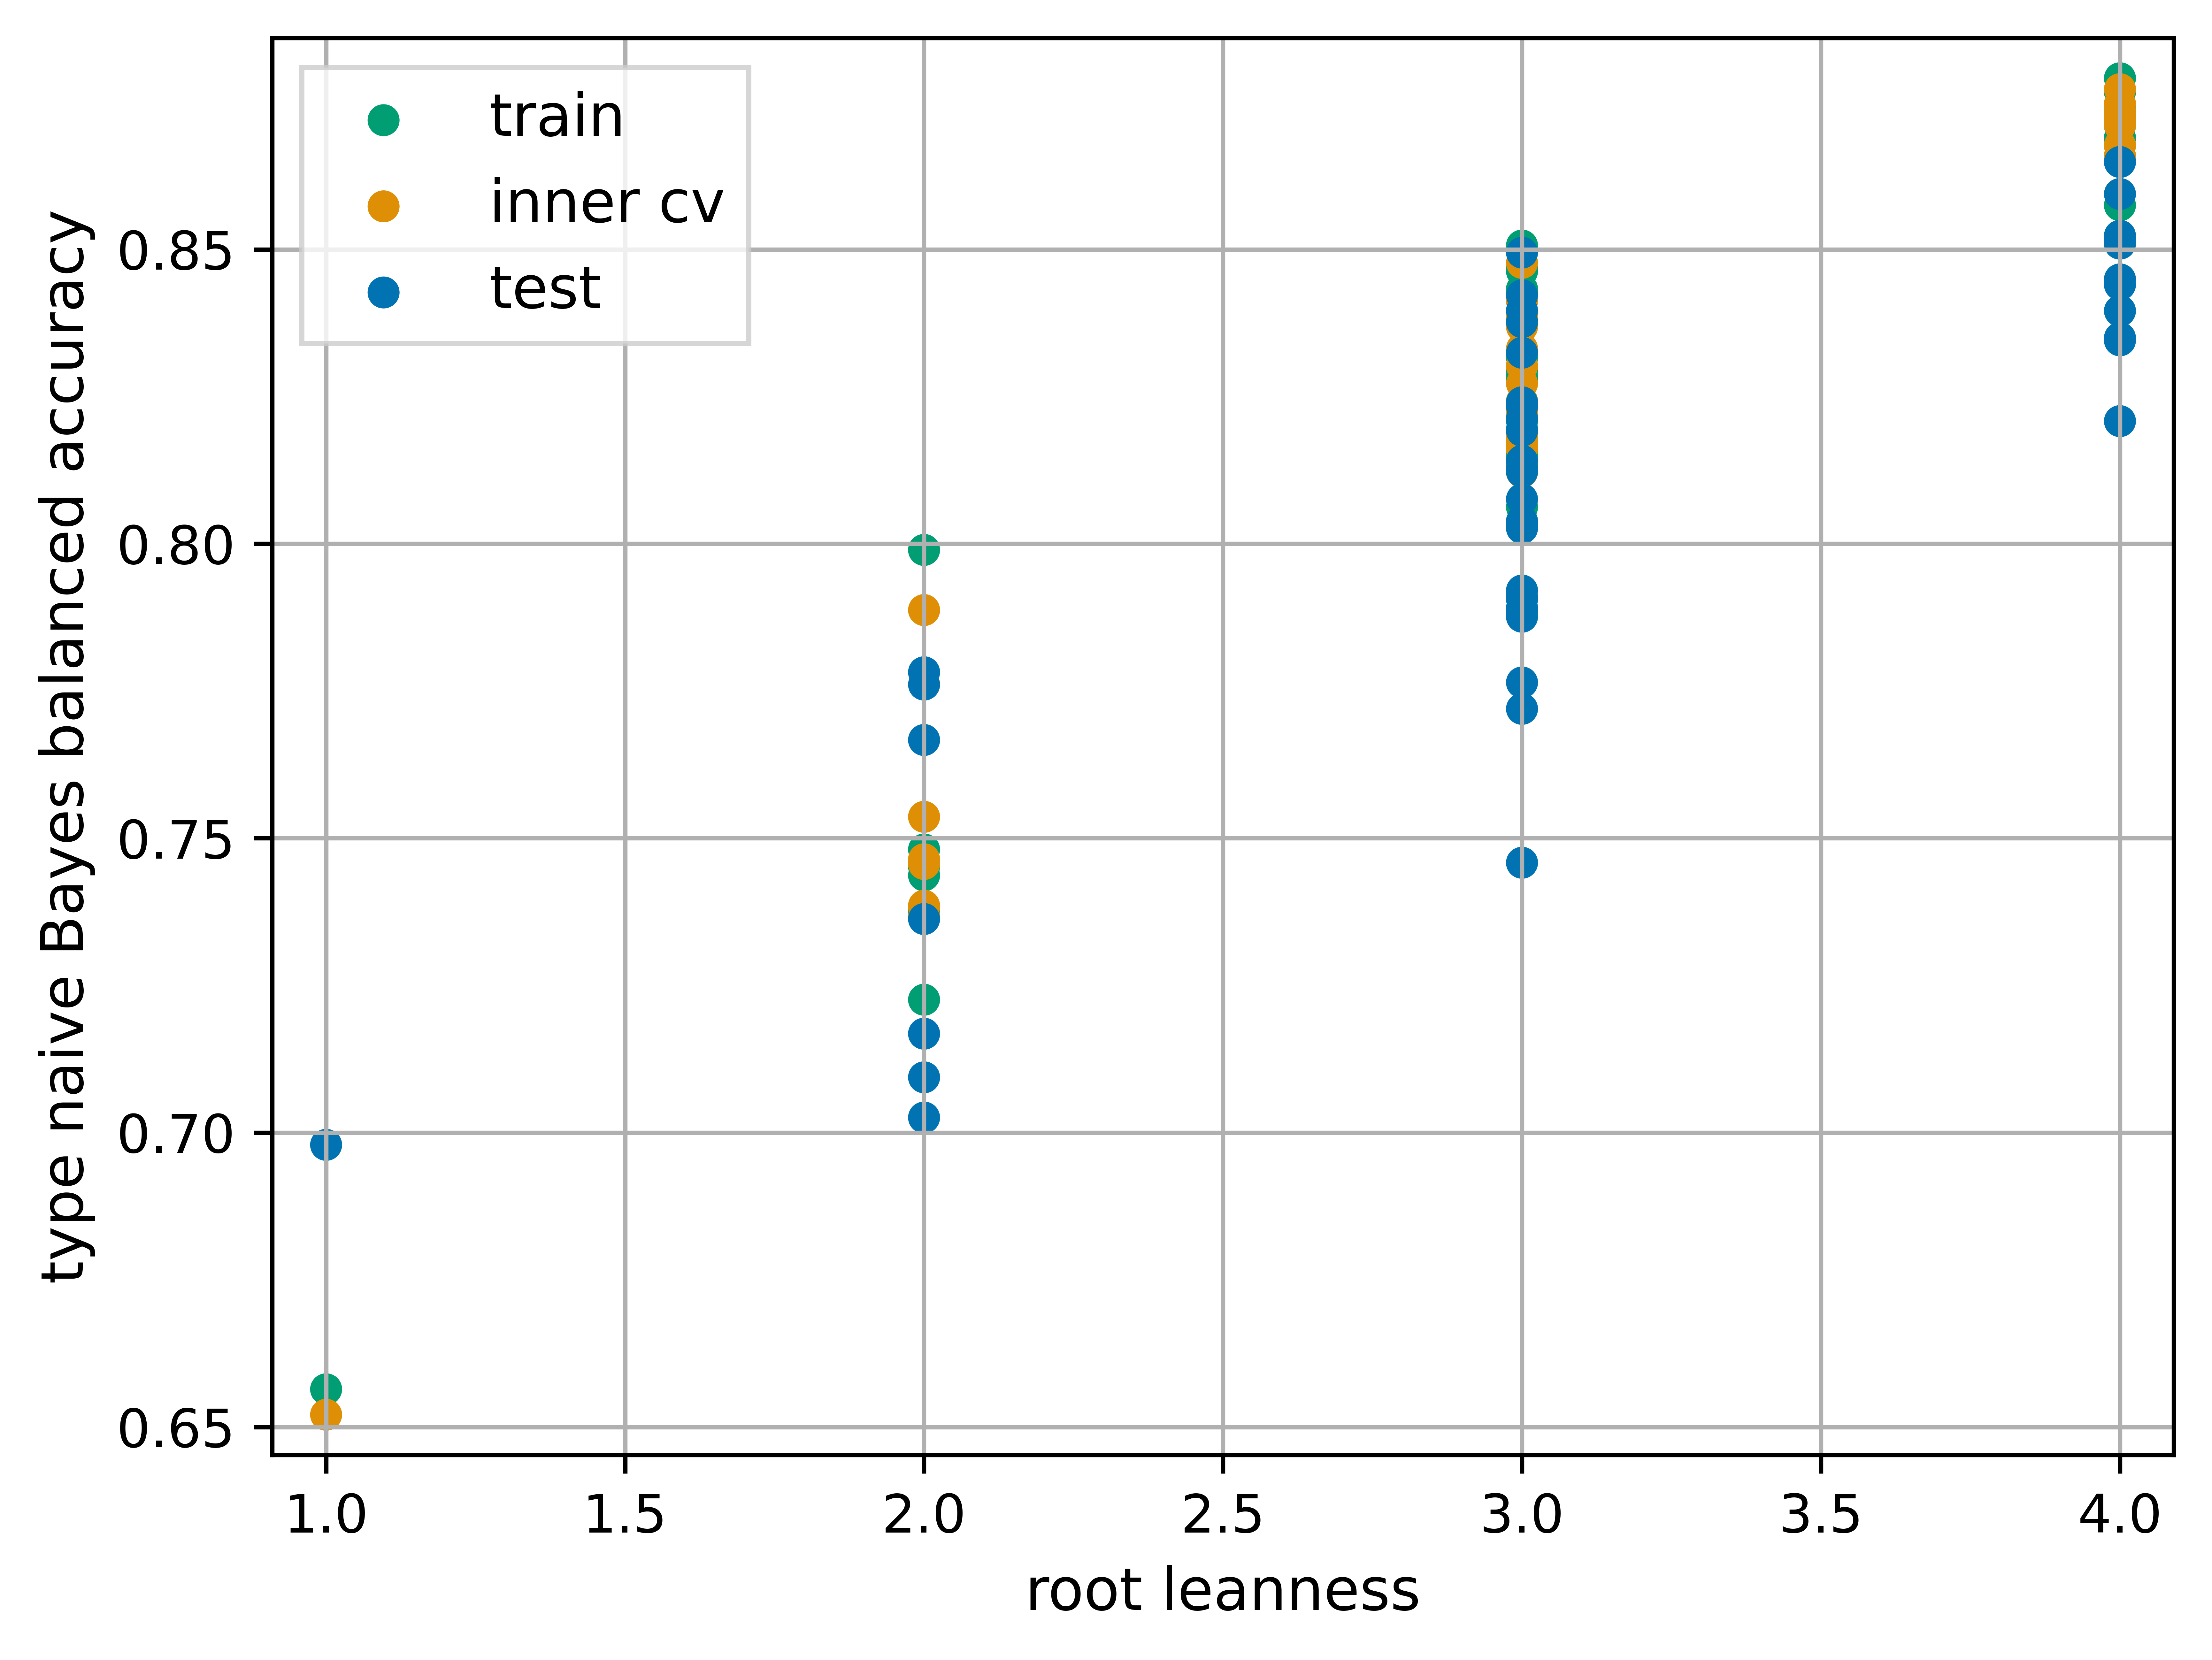 train
inner cv
test
type naive Bayes balanced accuracy
0.85
0.80
0.75
0.70
0.65
1.0 1.5 2.0 2.5 3.0 3.5 4.0
root leanness